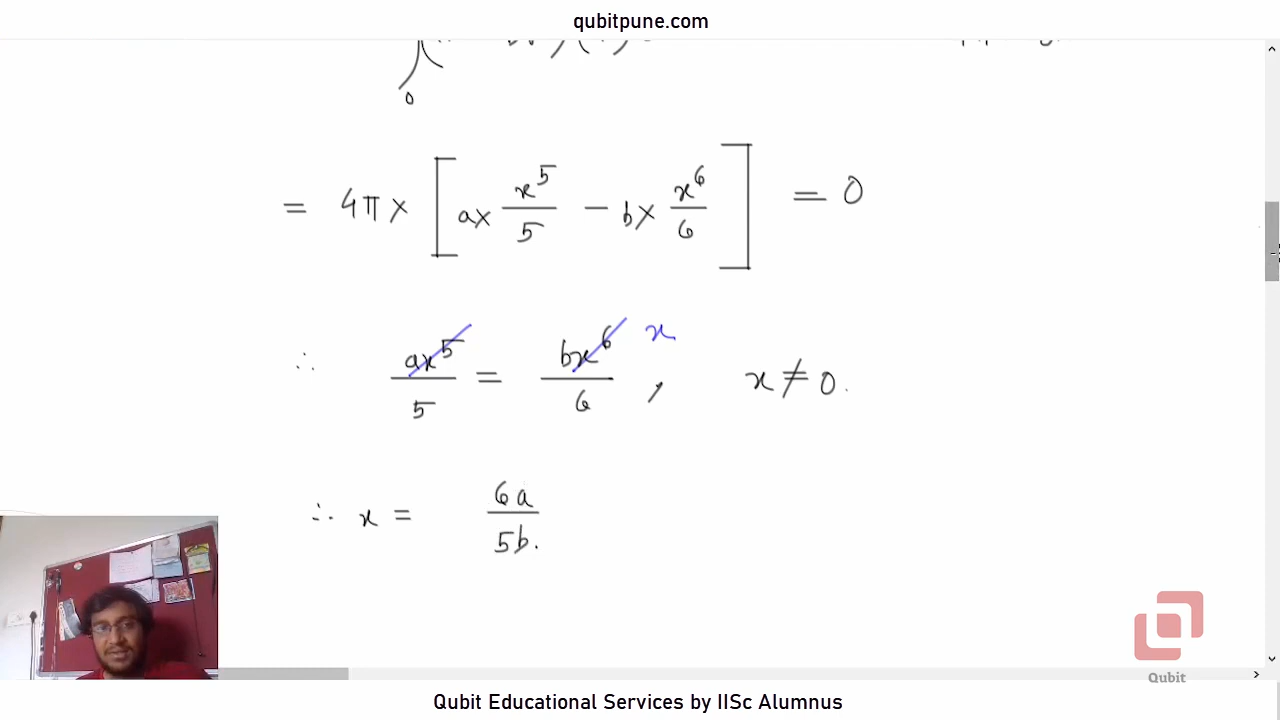 qubitpune.com
0
= 4π × [ a× x^5/5 − b× x^6/6 ] = 0
∴ ax^5/5 = bx^6/6 x , x ≠ 0.
∴ x = 6a/5b.
Qubit
Qubit Educational Services by IISc Alumnus